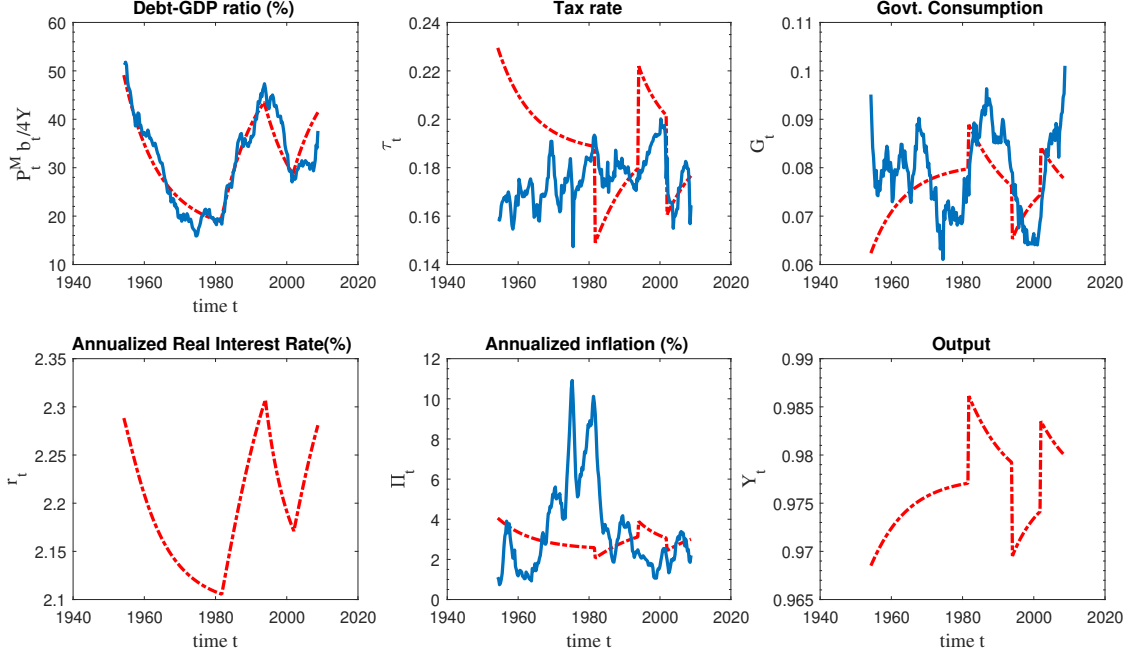 Debt-GDP ratio (%)
60
50
40
30
20
10
P_t^M b_t/4Y
1940 1960 1980 2000 2020
time t
Tax rate
0.24
0.22
0.2
0.18
0.16
0.14
τ_t
1940 1960 1980 2000 2020
Govt. Consumption
0.11
0.1
0.09
0.08
0.07
0.06
G_t
1940 1960 1980 2000 2020
Annualized Real Interest Rate(%)
2.35
2.3
2.25
2.2
2.15
2.1
r_t
1940 1960 1980 2000 2020
time t
Annualized inflation (%)
12
10
8
6
4
2
0
Π_t
1940 1960 1980 2000 2020
time t
Output
0.99
0.985
0.98
0.975
0.97
0.965
Y_t
1940 1960 1980 2000 2020
time t